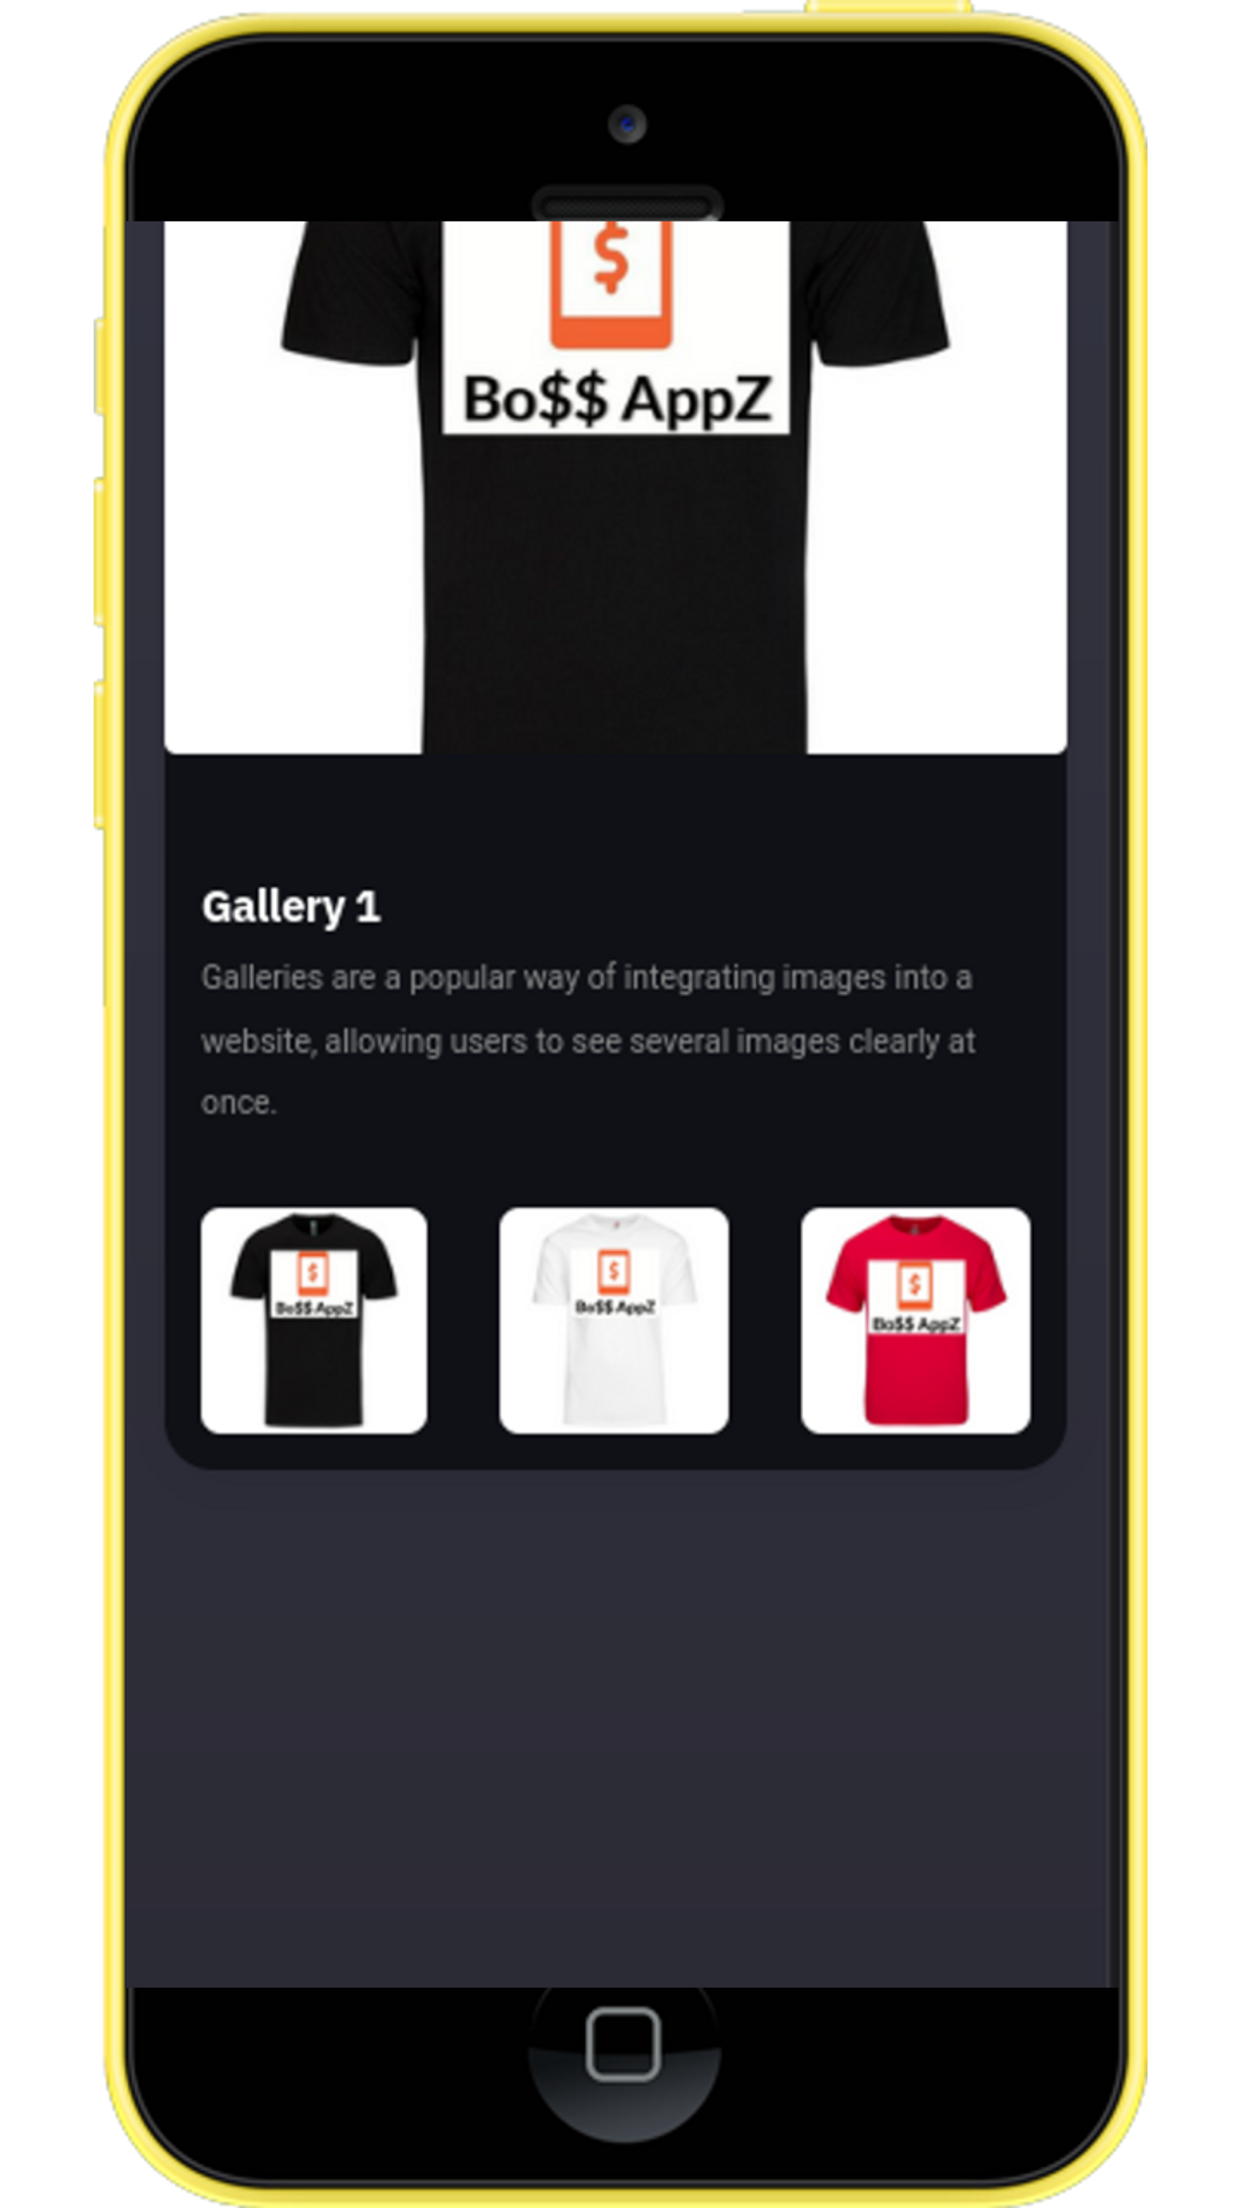 $
Bo$$ AppZ
Gallery 1
Galleries are a popular way of integrating images into a
website, allowing users to see several images clearly at
once.
$
Bo$$ AppZ
$
Bo$$ AppZ
$
Bo$$ AppZ